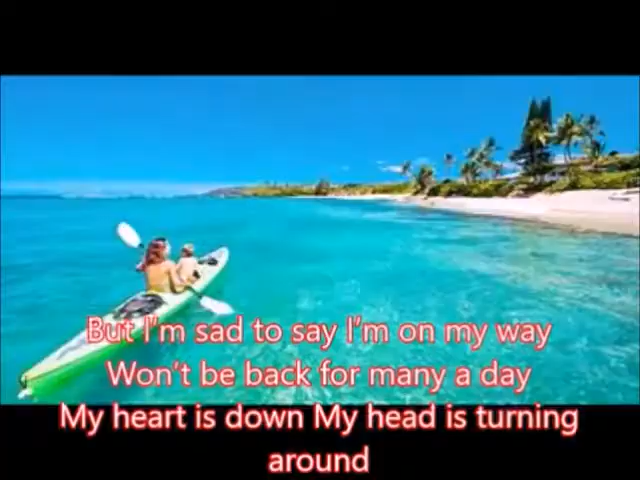 But I'm sad to say I'm on my way
Won't be back for many a day
My heart is down My head is turning
around